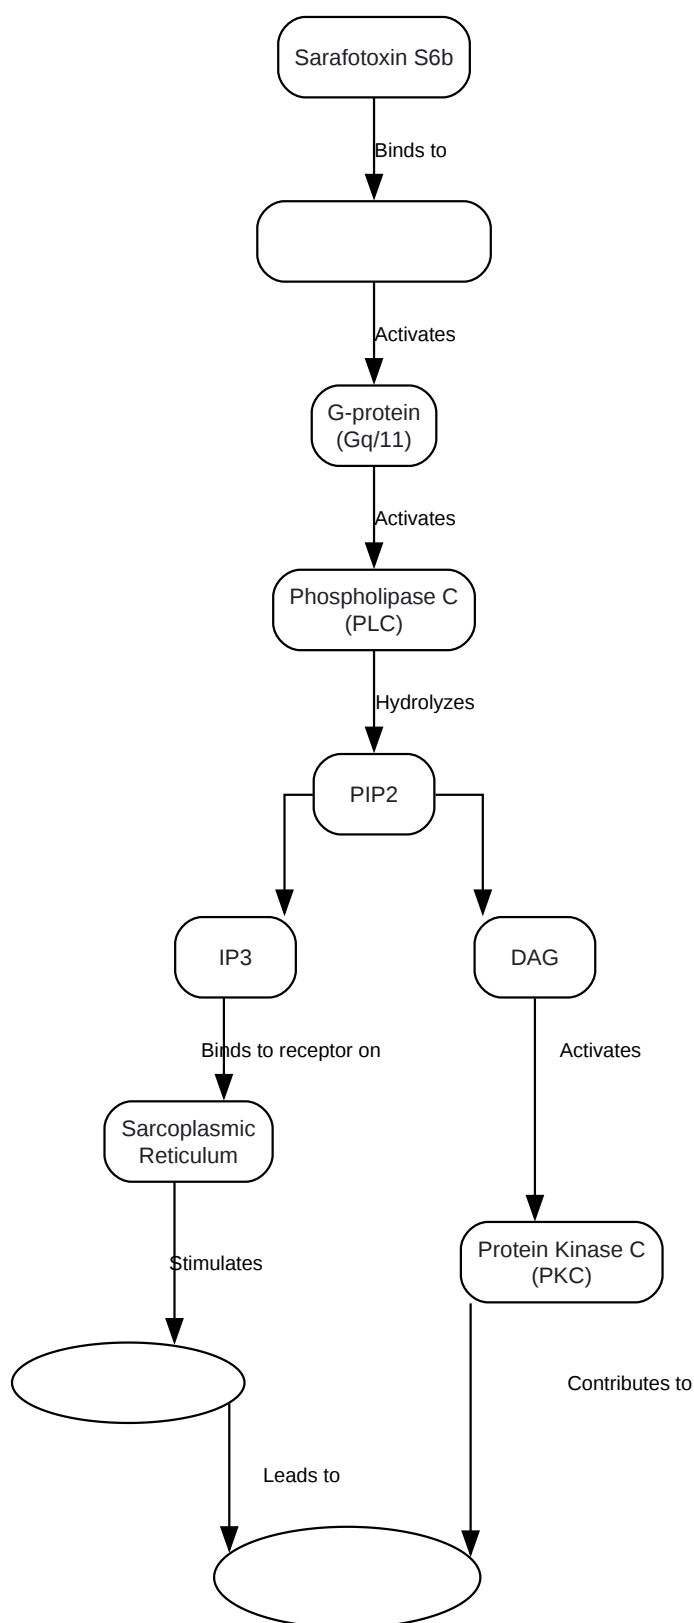 Sarafotoxin S6b
Binds to
Activates
G-protein
(Gq/11)
Activates
Phospholipase C
(PLC)
Hydrolyzes
PIP2
IP3
DAG
Binds to receptor on
Activates
Sarcoplasmic
Reticulum
Protein Kinase C
(PKC)
Stimulates
Contributes to
Leads to